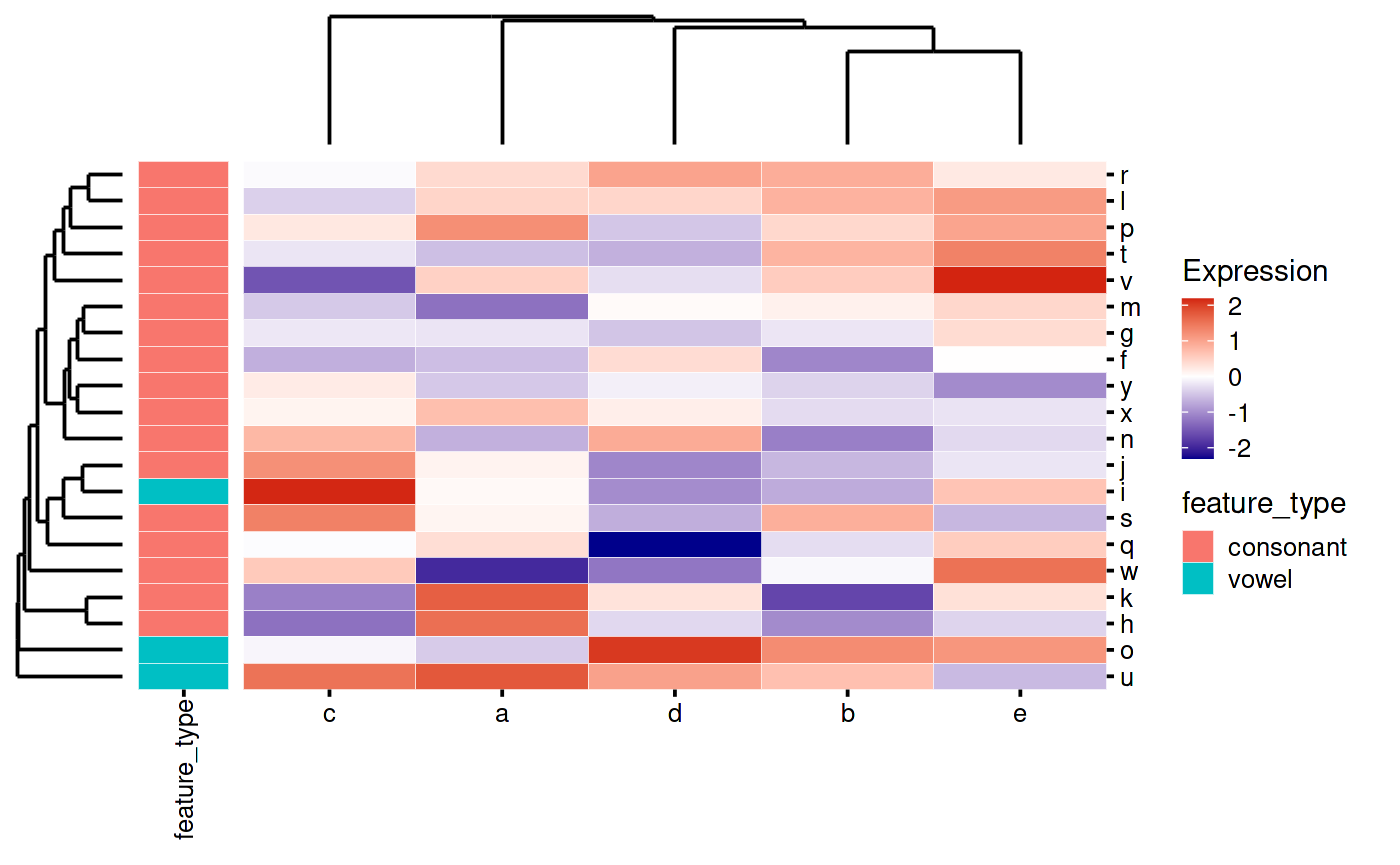 r
l
p
t
v
m
g
f
y
x
n
j
i
s
q
w
k
h
o
u
c a d b e
feature_type
Expression
2
1
0
-1
-2
feature_type
consonant
vowel